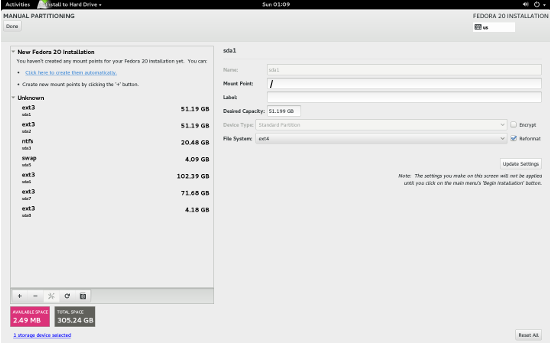 Activities Install to Hard Drive Sun 01:09
MANUAL PARTITIONING FEDORA 20 INSTALLATION
Done us
New Fedora 20 Installation
You haven't created any mount points for your Fedora 20 installation yet. You can:
• Click here to create them automatically.
• Create new mount points by clicking the '+' button.
Unknown
ext3 51.19 GB
sda1
ext3 51.19 GB
sda2
ntfs 20.48 GB
sda3
swap 4.09 GB
sda5
ext3 102.39 GB
sda6
ext3 71.68 GB
sda7
ext3 4.18 GB
sda8
AVAILABLE SPACE
2.49 MB
TOTAL SPACE
305.24 GB
1 storage device selected
sda1
Name: sda1
Mount Point: /
Label:
Desired Capacity: 51.199 GB
Device Type: Standard Partition Encrypt
File System: ext4 Reformat
Update Settings
Note: The settings you make on this screen will not be applied
until you click on the main menu's 'Begin Installation' button.
Reset All